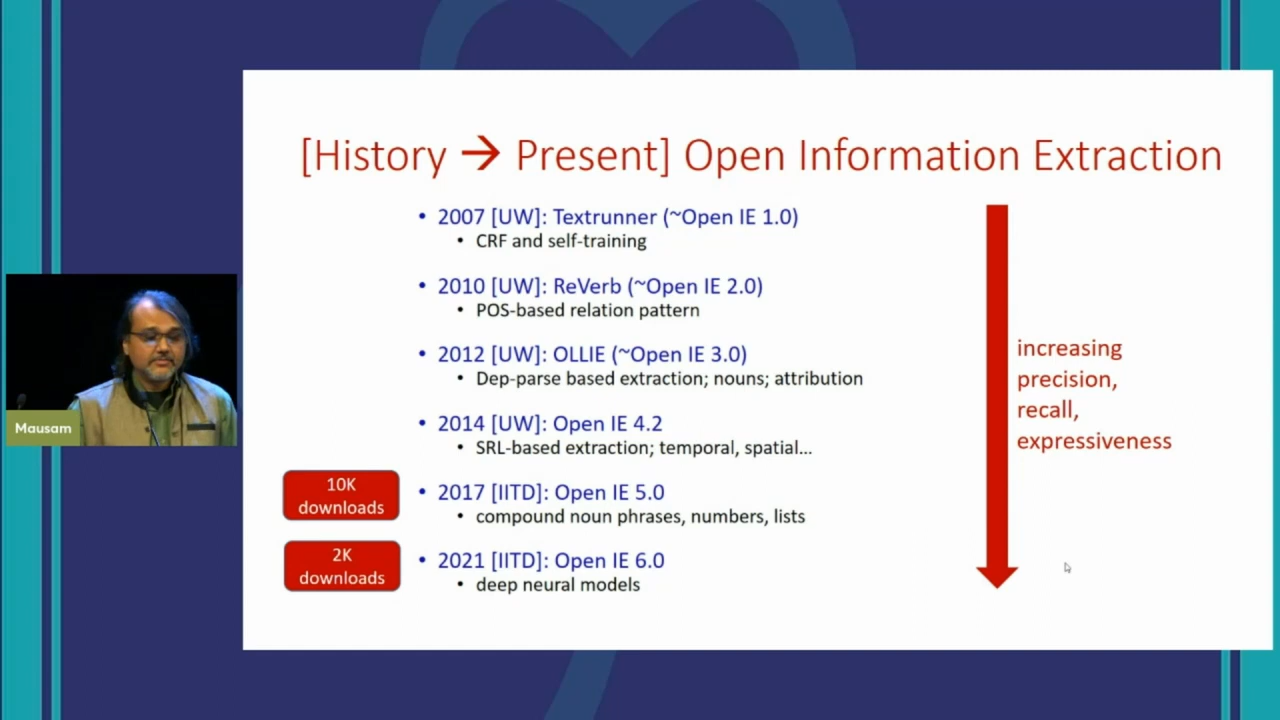 [History → Present] Open Information Extraction
• 2007 [UW]: Textrunner (~Open IE 1.0)
• CRF and self-training
• 2010 [UW]: ReVerb (~Open IE 2.0)
• POS-based relation pattern
• 2012 [UW]: OLLIE (~Open IE 3.0)
• Dep-parse based extraction; nouns; attribution
• 2014 [UW]: Open IE 4.2
• SRL-based extraction; temporal, spatial...
10K
downloads
• 2017 [IITD]: Open IE 5.0
• compound noun phrases, numbers, lists
2K
downloads
• 2021 [IITD]: Open IE 6.0
• deep neural models
increasing
precision,
recall,
expressiveness
Mausam